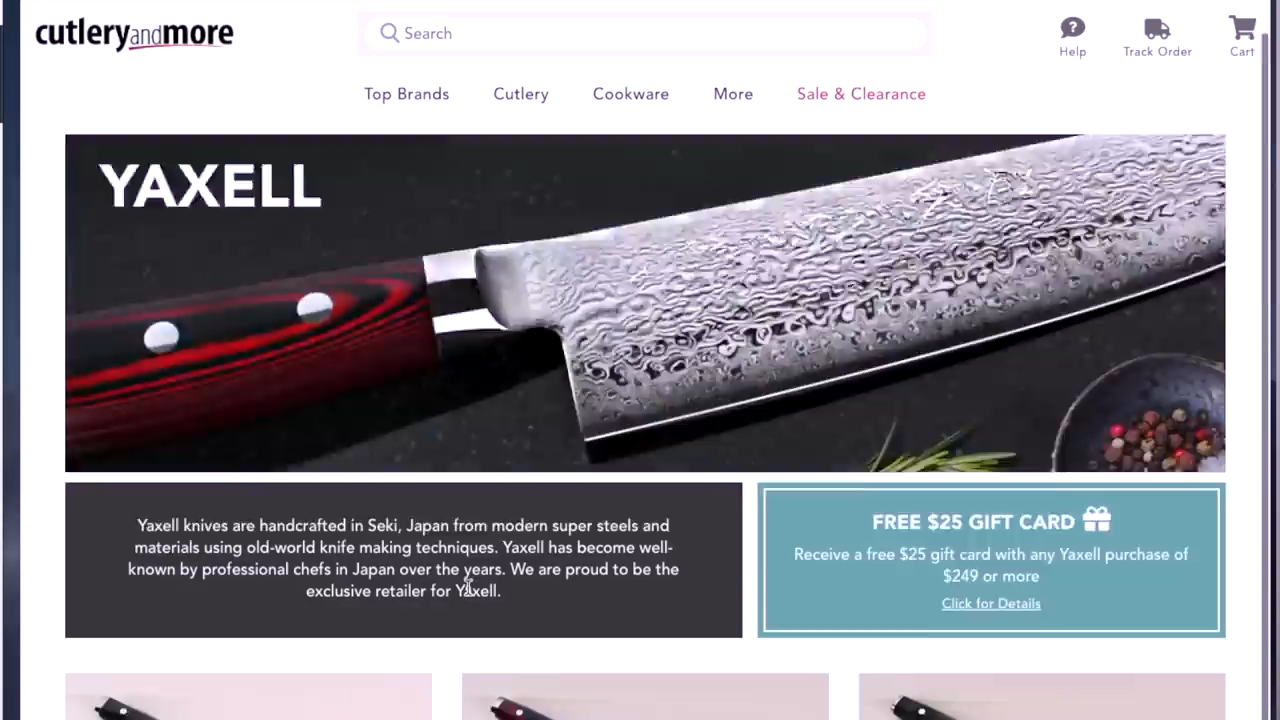 cutleryandmore
Search
Help
Track Order
Cart
Top Brands
Cutlery
Cookware
More
Sale & Clearance
YAXELL
Yaxell knives are handcrafted in Seki, Japan from modern super steels and
materials using old-world knife making techniques. Yaxell has become well-
known by professional chefs in Japan over the years. We are proud to be the
exclusive retailer for Yaxell.
FREE $25 GIFT CARD
Receive a free $25 gift card with any Yaxell purchase of
$249 or more
Click for Details